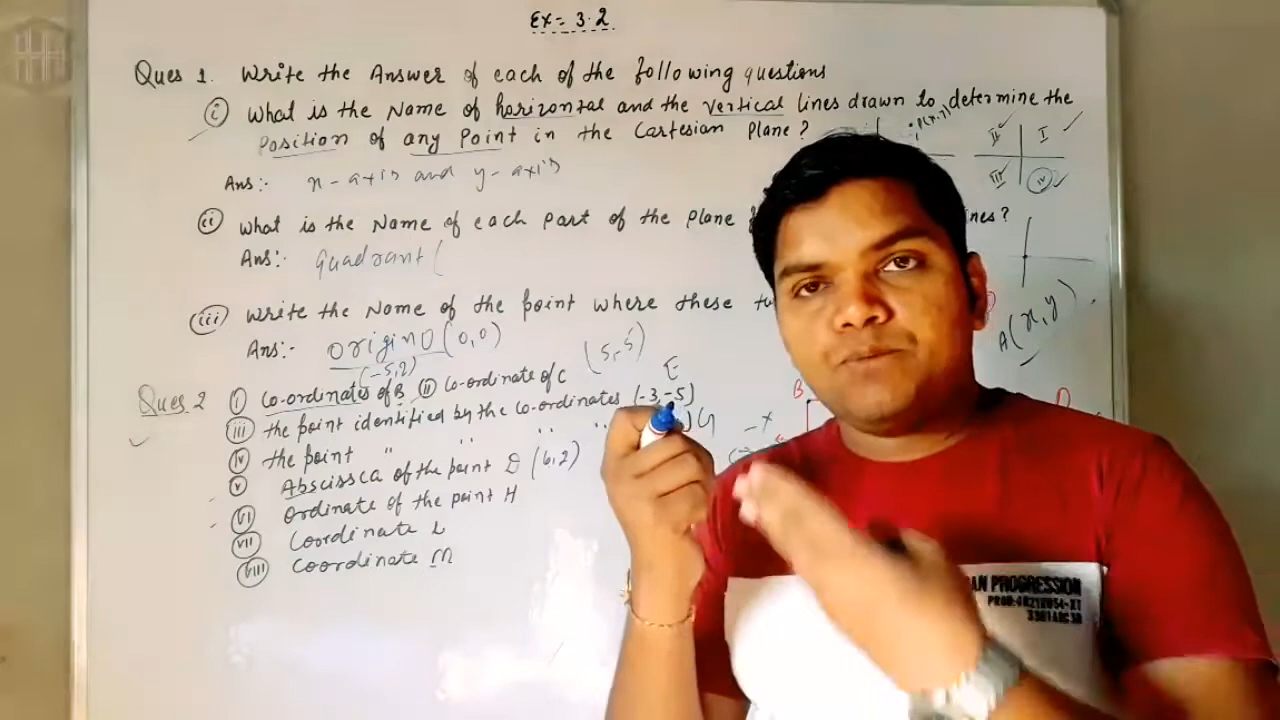 Ex= 3.2
Ques 1. Write the Answer of each of the following questions
(i) What is the Name of horizontal and the vertical lines drawn to determine the
Position of any Point in the Cartesian Plane?
P(x,y)
II I
III IV
Ans:- x-axis and y-axis
(ii) What is the Name of each part of the plane ines?
Ans:- Quadrant (
(iii) Write the Name of the point where these t
Ans:- origin O (0,0)
(5,-5)
A(x,y)
(-5,2)
Ques 2 (i) Co-ordinates of B (ii) Co-ordinate of C
E
(iii) the point identified by the co-ordinates (-3,-5)
(iv) the point " " " G
(v) Abscissa of the point D (6,2)
(vi) ordinate of the point H
(vii) Coordinate L
(viii) Coordinate M
B
D
-x
AN PROGRESSION